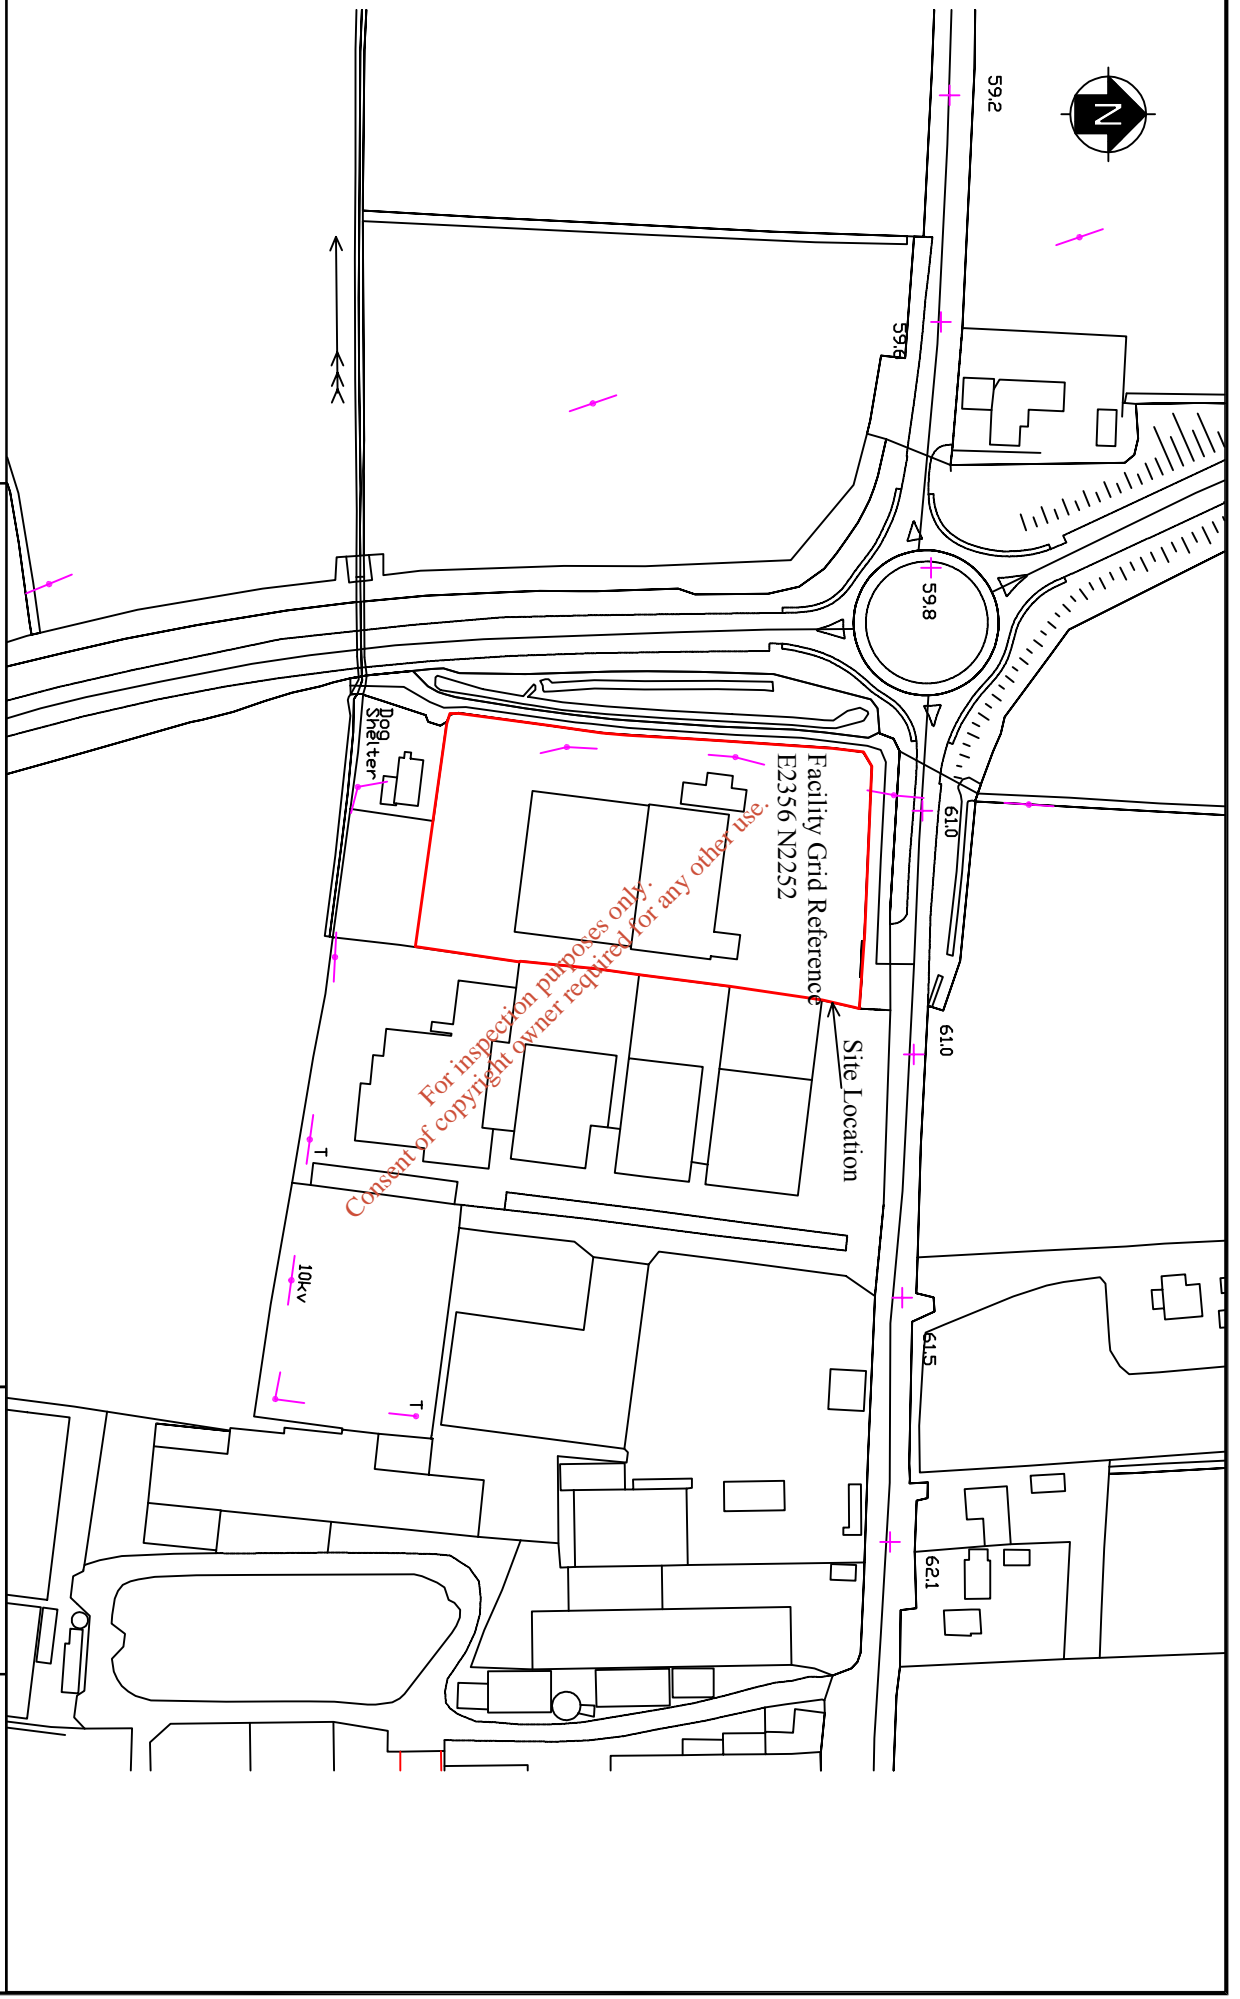 N
59.2
59.6
59.8
61.0
61.0
61.5
62.1
Facility Grid Reference
E2356 N2252
Site Location
Dog
Shelter
T
10kv
T
For inspection purposes only.
Consent of copyright owner required for any other use.